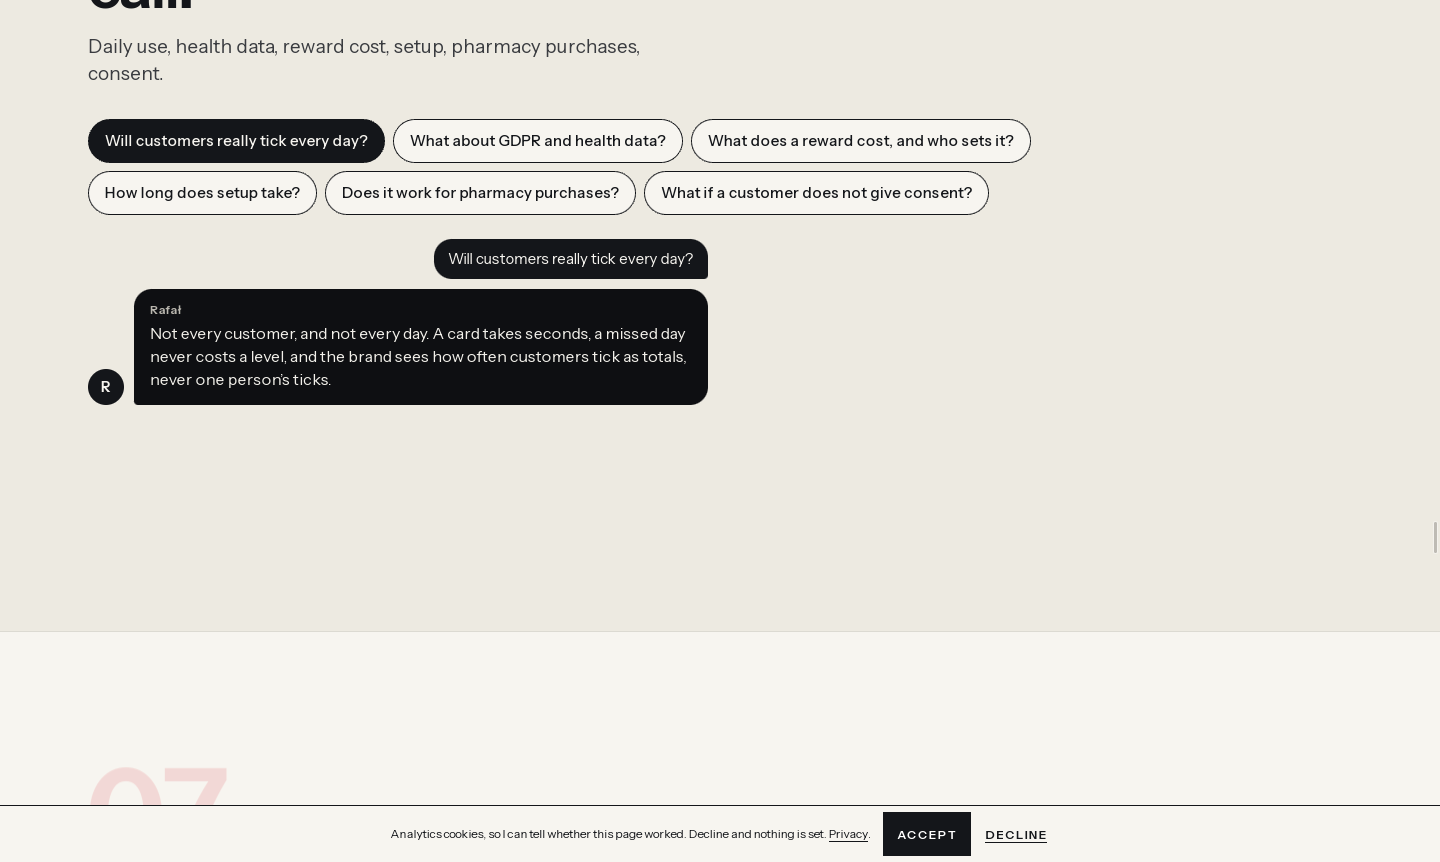 call.
Daily use, health data, reward cost, setup, pharmacy purchases,
consent.
Will customers really tick every day?
What about GDPR and health data?
What does a reward cost, and who sets it?
How long does setup take?
Does it work for pharmacy purchases?
What if a customer does not give consent?
Will customers really tick every day?
Rafał
Not every customer, and not every day. A card takes seconds, a missed day
never costs a level, and the brand sees how often customers tick as totals,
never one person's ticks.
R
07
Analytics cookies, so I can tell whether this page worked. Decline and nothing is set. Privacy.
ACCEPT
DECLINE